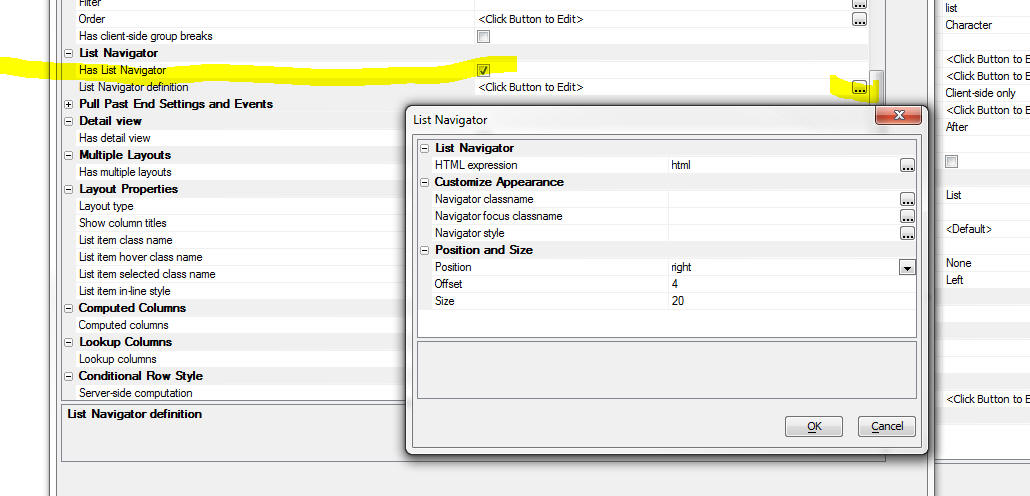 Filter
Order <Click Button to Edit>
Has client-side group breaks
List Navigator
Has List Navigator
List Navigator definition <Click Button to Edit>
Pull Past End Settings and Events
Detail view
Has detail view
Multiple Layouts
Has multiple layouts
Layout Properties
Layout type
Show column titles
List item class name
List item hover class name
List item selected class name
List item in-line style
Computed Columns
Computed columns
Lookup Columns
Lookup columns
Conditional Row Style
Server-side computation
List Navigator definition
List Navigator
List Navigator
HTML expression html
Customize Appearance
Navigator classname
Navigator focus classname
Navigator style
Position and Size
Position right
Offset 4
Size 20
OK Cancel
list
Character
<Click Button to E
<Click Button to E
Client-side only
<Click Button to E
After
List
<Default>
None
Left
<Click Button to E